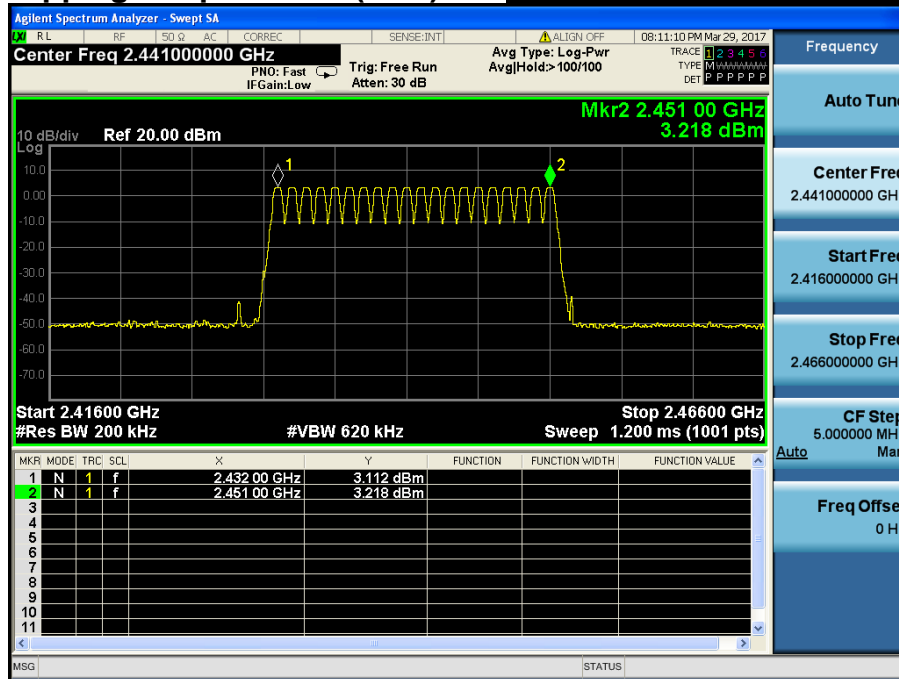 Agilent Spectrum Analyzer - Swept SA
LXI RL RF 50 Ω AC CORREC SENSE:INT ALIGN OFF 08:11:10 PM Mar 29, 2017
Center Freq 2.441000000 GHz
PNO: Fast
IFGain:Low
Trig: Free Run
Atten: 30 dB
Avg Type: Log-Pwr
Avg|Hold:>100/100
TRACE 1 2 3 4 5 6
TYPE M WWWWW
DET P P P P P P
Mkr2 2.451 00 GHz
3.218 dBm
10 dB/div Ref 20.00 dBm
Log
10.0
0.00
-10.0
-20.0
-30.0
-40.0
-50.0
-60.0
-70.0
1
2
Start 2.41600 GHz Stop 2.46600 GHz
#Res BW 200 kHz #VBW 620 kHz Sweep 1.200 ms (1001 pts)
MKR MODE TRC SCL X Y FUNCTION FUNCTION WIDTH FUNCTION VALUE
1 N 1 f 2.432 00 GHz 3.112 dBm
2 N 1 f 2.451 00 GHz 3.218 dBm
3
4
5
6
7
8
9
10
11
MSG STATUS
Frequency
Auto Tun
Center Fre
2.441000000 GH
Start Fre
2.416000000 GH
Stop Fre
2.466000000 GH
CF Step
5.000000 MH
Auto Ma
Freq Offse
0 H